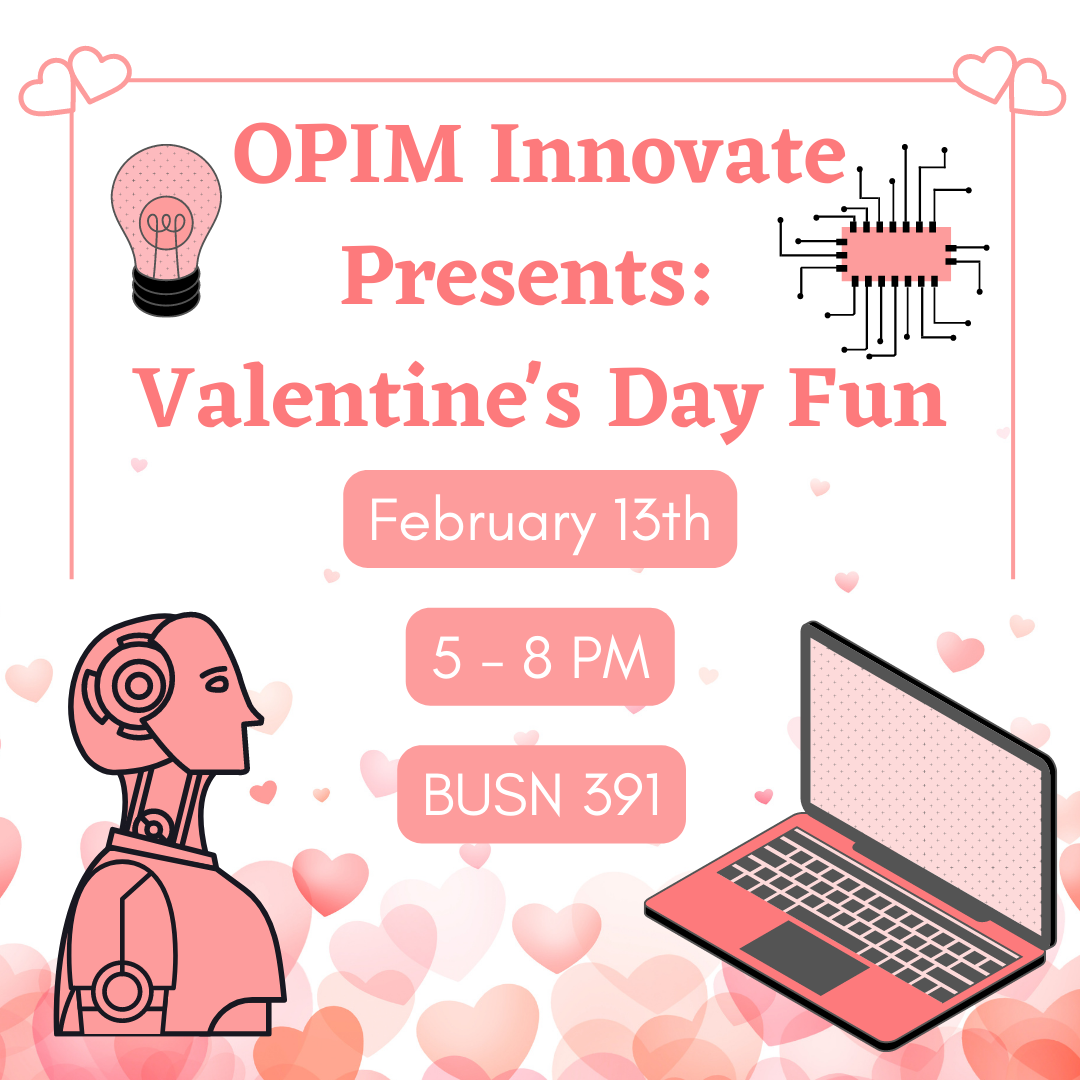 OPIM Innovate
Presents:
Valentine's Day Fun
February 13th
5 - 8 PM
BUSN 391